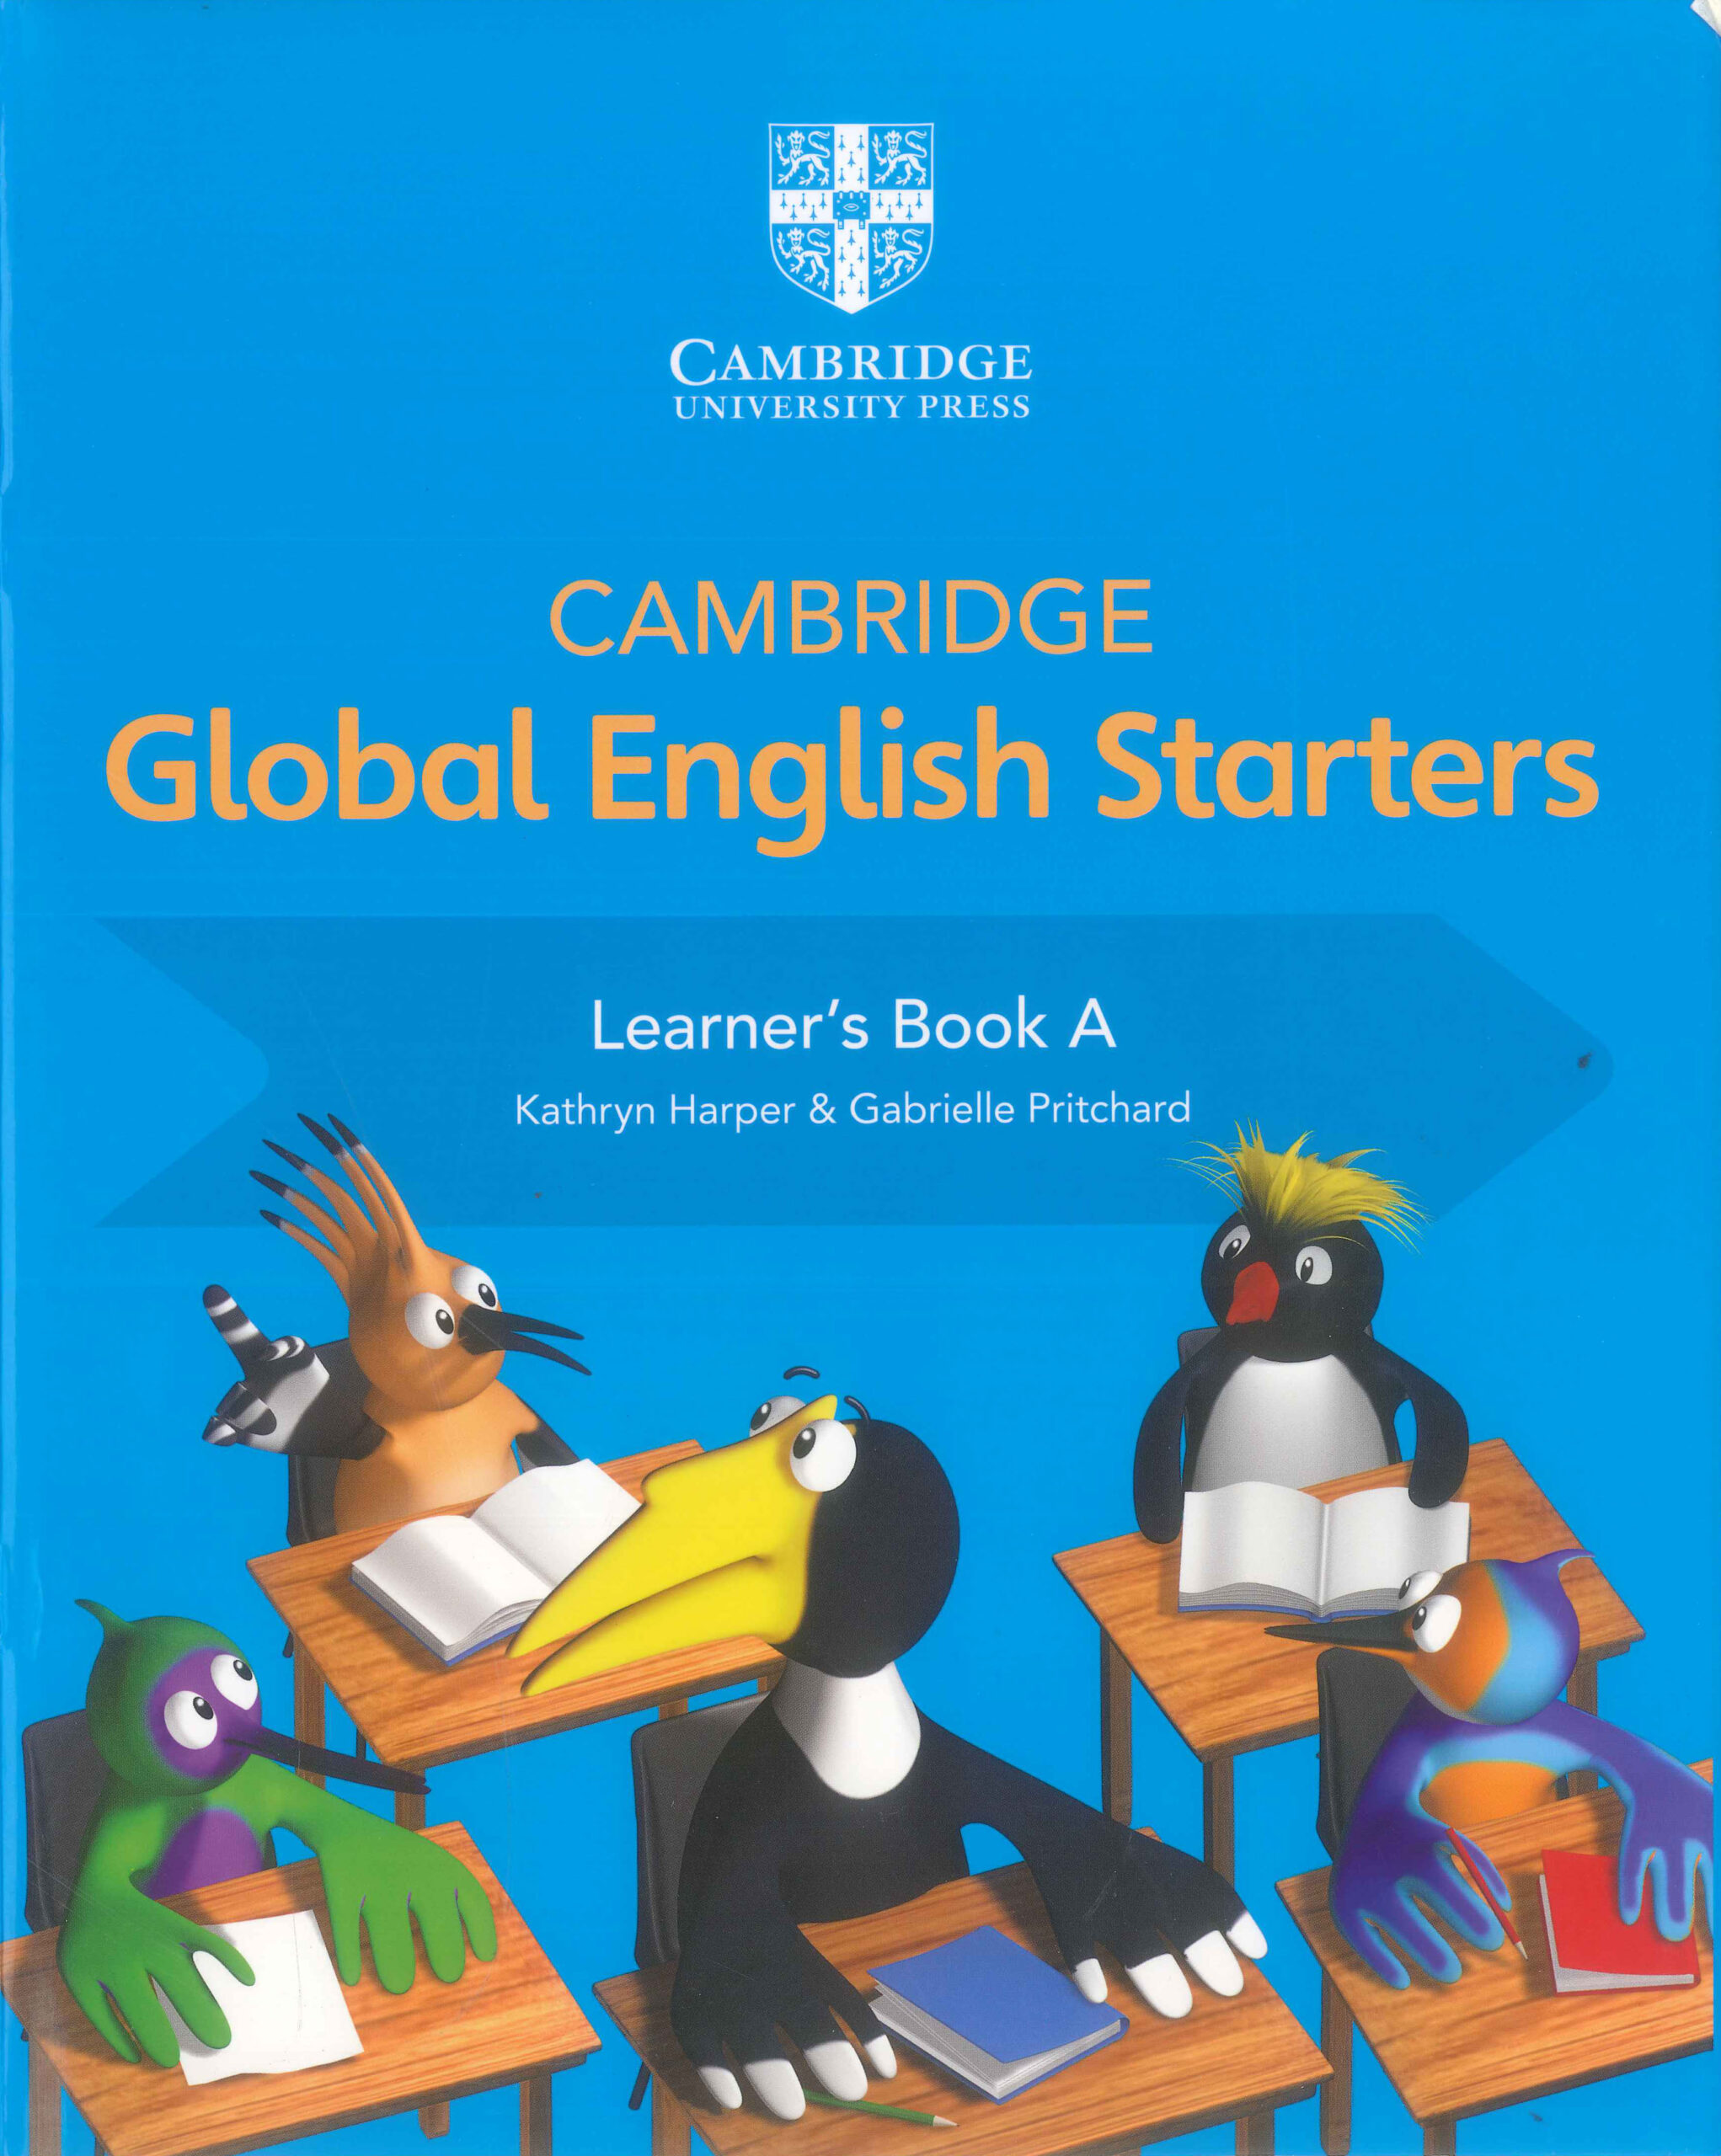 CAMBRIDGE
UNIVERSITY PRESS
CAMBRIDGE
Global English Starters
Learner's Book A
Kathryn Harper & Gabrielle Pritchard